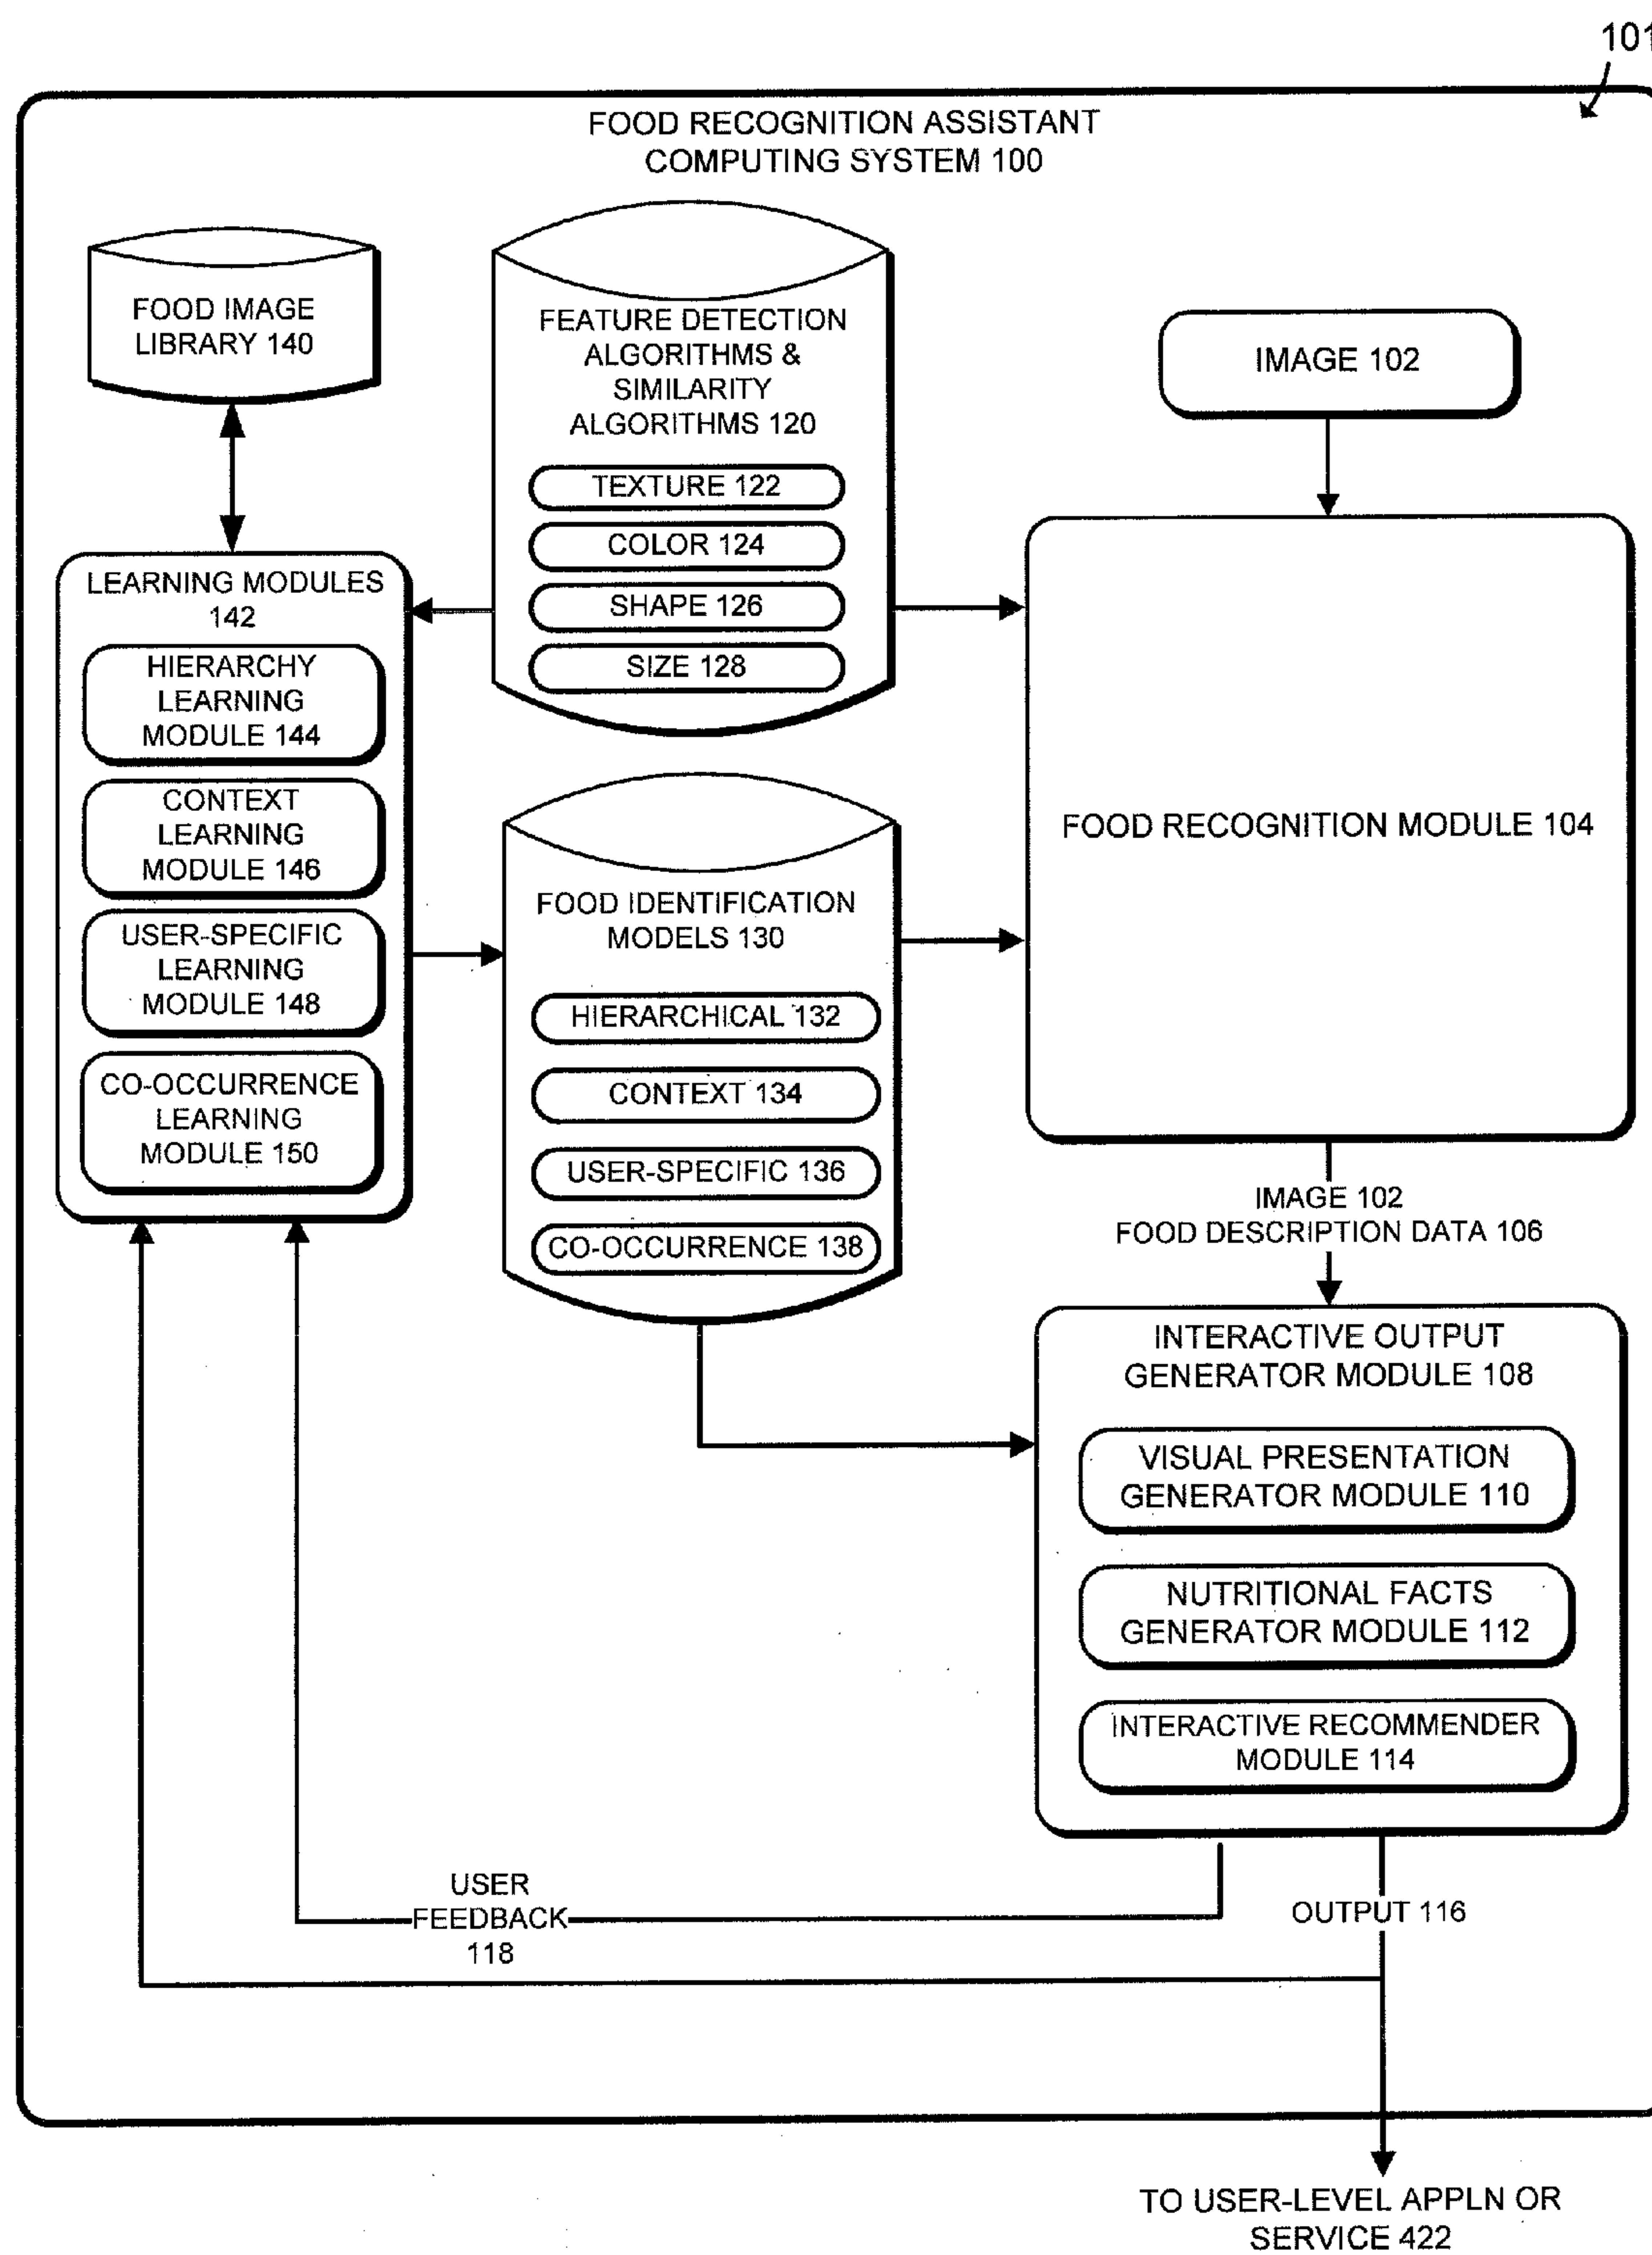 101
FOOD RECOGNITION ASSISTANT
COMPUTING SYSTEM 100
FOOD IMAGE
LIBRARY 140
FEATURE DETECTION
ALGORITHMS &
SIMILARITY
ALGORITHMS 120
TEXTURE 122
COLOR 124
SHAPE 126
SIZE 128
IMAGE 102
LEARNING MODULES
142
HIERARCHY
LEARNING
MODULE 144
CONTEXT
LEARNING
MODULE 146
USER-SPECIFIC
LEARNING
MODULE 148
CO-OCCURRENCE
LEARNING
MODULE 150
FOOD IDENTIFICATION
MODELS 130
HIERARCHICAL 132
CONTEXT 134
USER-SPECIFIC 136
CO-OCCURRENCE 138
FOOD RECOGNITION MODULE 104
IMAGE 102
FOOD DESCRIPTION DATA 106
INTERACTIVE OUTPUT
GENERATOR MODULE 108
VISUAL PRESENTATION
GENERATOR MODULE 110
NUTRITIONAL FACTS
GENERATOR MODULE 112
INTERACTIVE RECOMMENDER
MODULE 114
USER
FEEDBACK
118
OUTPUT 116
TO USER-LEVEL APPLN OR
SERVICE 422